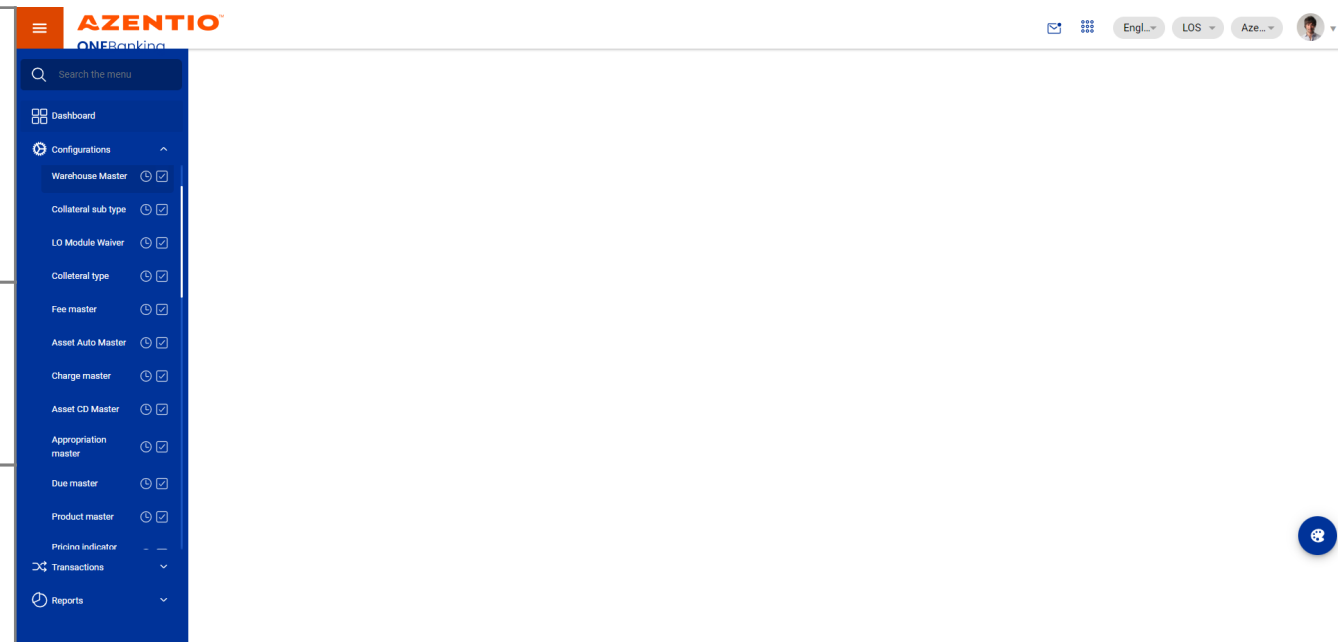 AZENTIO™
ONEBanking
Engl...
LOS
Aze...
Search the menu
Dashboard
Configurations
Warehouse Master
Collateral sub type
LO Module Waiver
Colleteral type
Fee master
Asset Auto Master
Charge master
Asset CD Master
Appropriation
master
Due master
Product master
Pricing indicator
Transactions
Reports